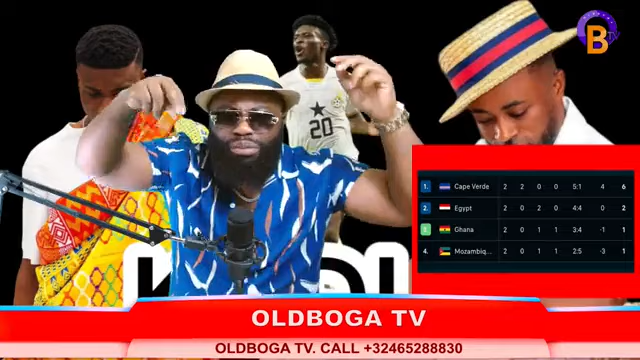 B
TV
20
1. Cape Verde 2 2 0 0 5:1 4 6
2. Egypt 2 0 2 0 4:4 0 2
3. Ghana 2 0 1 1 3:4 -1 1
4. Mozambiq... 2 0 1 1 2:5 -3 1
OLDBOGA TV
OLDBOGA TV. CALL +32465288830